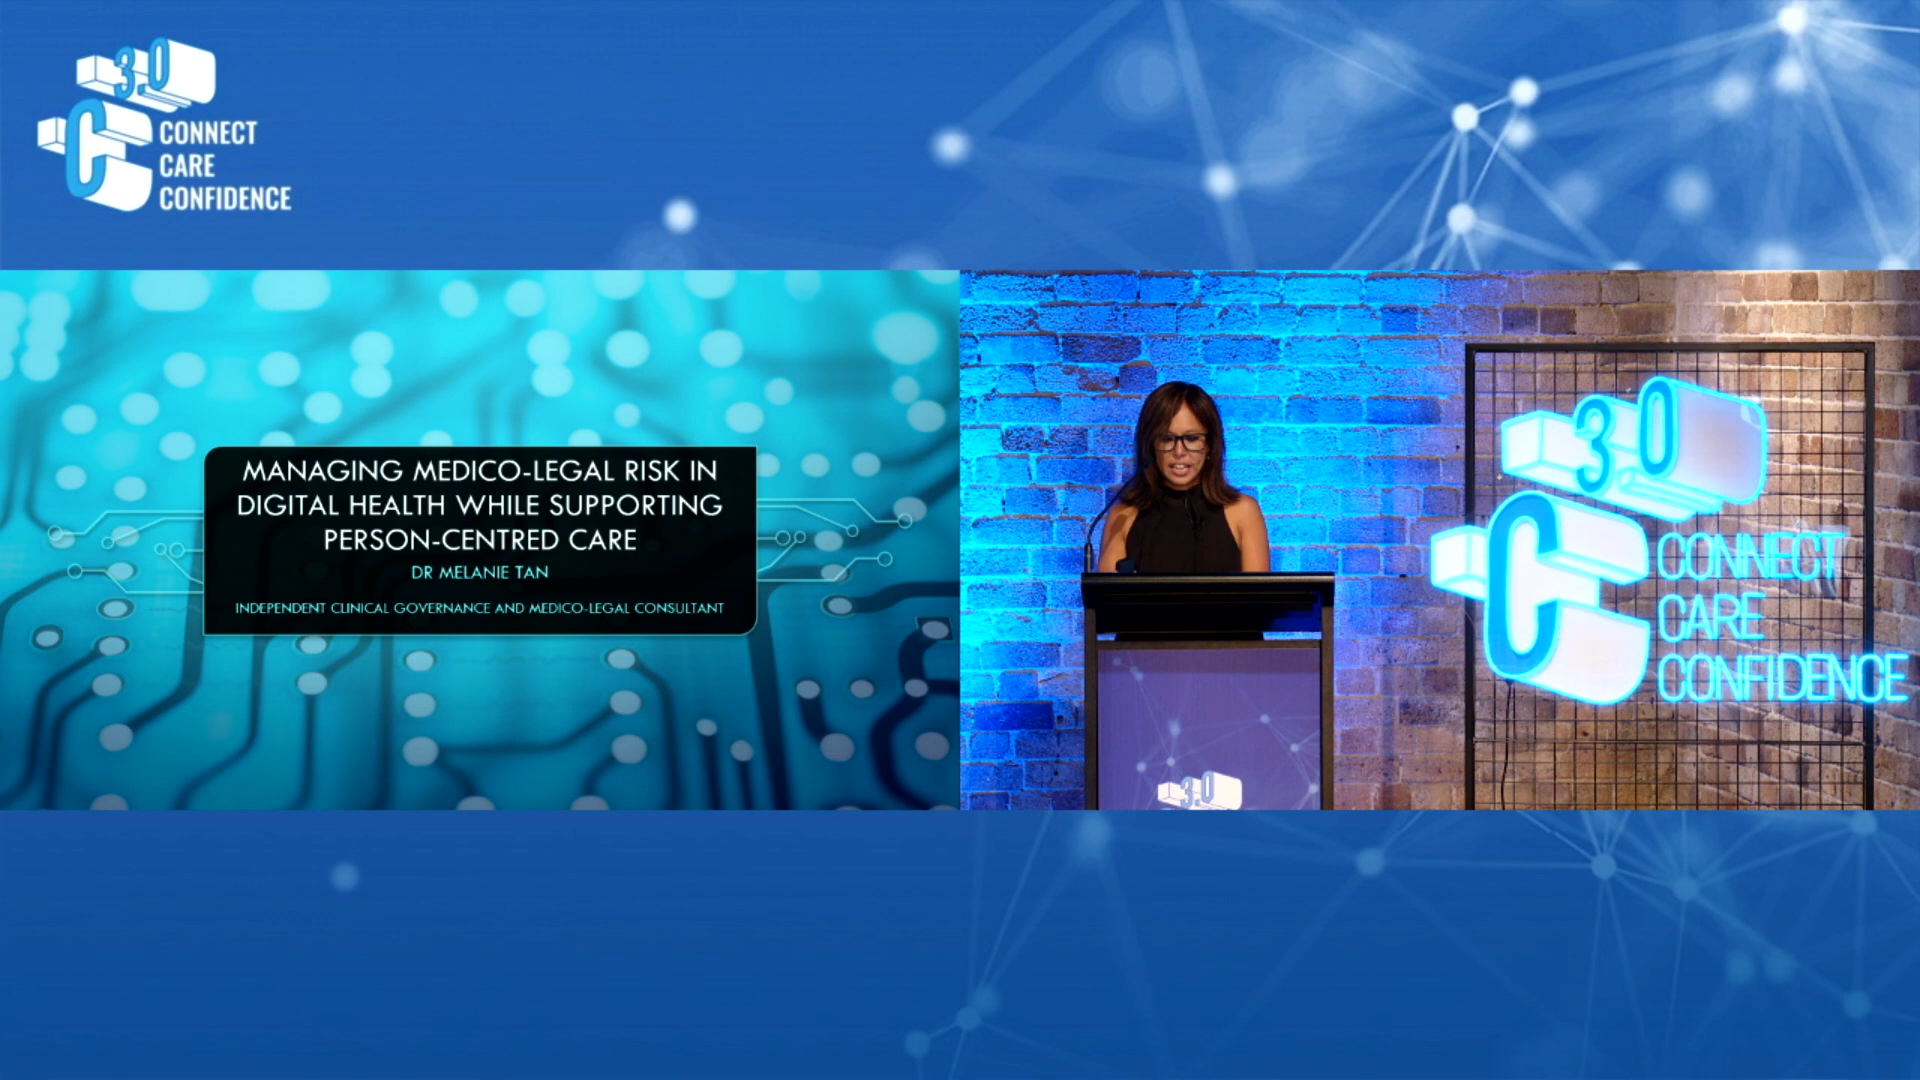 3.0
C
CONNECT
CARE
CONFIDENCE
MANAGING MEDICO-LEGAL RISK IN
DIGITAL HEALTH WHILE SUPPORTING
PERSON-CENTRED CARE
DR MELANIE TAN
INDEPENDENT CLINICAL GOVERNANCE AND MEDICO-LEGAL CONSULTANT
3.0
C
CONNECT
CARE
CONFIDENCE
3.0